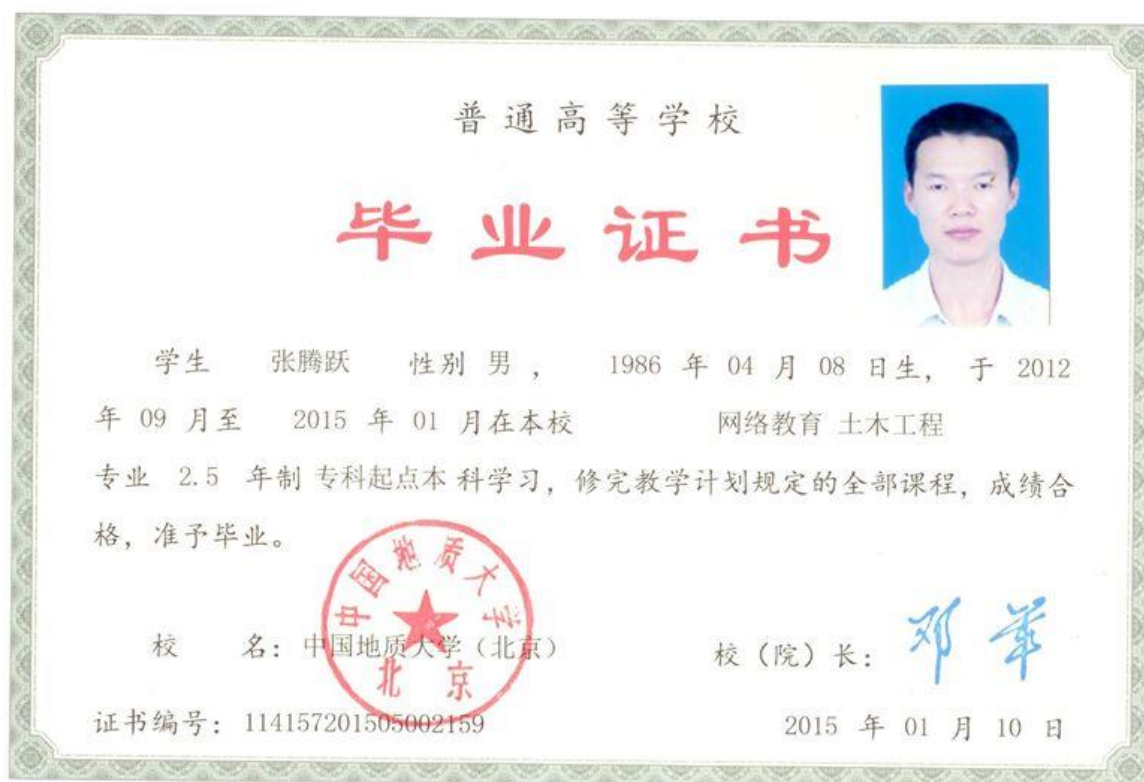 普通高等学校
毕业证书
学生 张腾跃 性别 男 , 1986 年 04 月 08 日生, 于 2012
年 09 月至 2015 年 01 月在本校 网络教育 土木工程
专业 2.5 年制 专科起点本 科学习, 修完教学计划规定的全部课程, 成绩合
格, 准予毕业。
中国地质大学
北京
校 名: 中国地质大学（北京） 校（院）长: 邓军
证书编号: 114157201505002159 2015 年 01 月 10 日